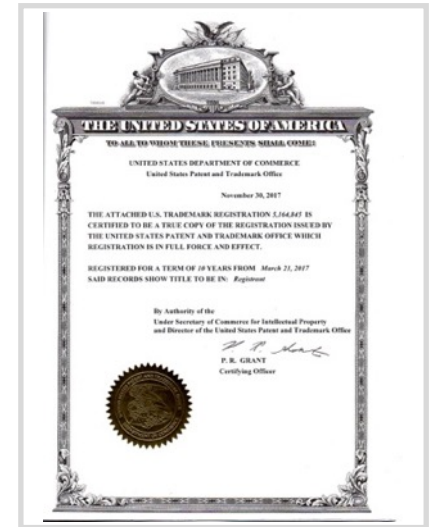 THE UNITED STATES OF AMERICA
TO ALL TO WHOM THESE PRESENTS SHALL COME:
UNITED STATES DEPARTMENT OF COMMERCE
United States Patent and Trademark Office
November 30, 2017
THE ATTACHED U.S. TRADEMARK REGISTRATION 5,164,845 IS
CERTIFIED TO BE A TRUE COPY OF THE REGISTRATION ISSUED BY
THE UNITED STATES PATENT AND TRADEMARK OFFICE WHICH
REGISTRATION IS IN FULL FORCE AND EFFECT.
REGISTERED FOR A TERM OF 10 YEARS FROM March 21, 2017
SAID RECORDS SHOW TITLE TO BE IN: Registrant
By Authority of the
Under Secretary of Commerce for Intellectual Property
and Director of the United States Patent and Trademark Office
P. R. GRANT
Certifying Officer